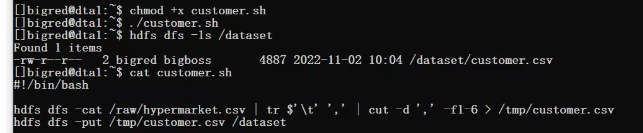 []bigred@dtal:~$ chmod +x customer.sh
[]bigred@dtal:~$ ./customer.sh
[]bigred@dtal:~$ hdfs dfs -ls /dataset
Found 1 items
-rw-r--r--   2 bigred bigboss       4887 2022-11-02 10:04 /dataset/customer.csv
[]bigred@dtal:~$ cat customer.sh
#!/bin/bash
hdfs dfs -cat /raw/hypermarket.csv | tr $'\t' ',' | cut -d ',' -f1-6 > /tmp/customer.csv
hdfs dfs -put /tmp/customer.csv /dataset